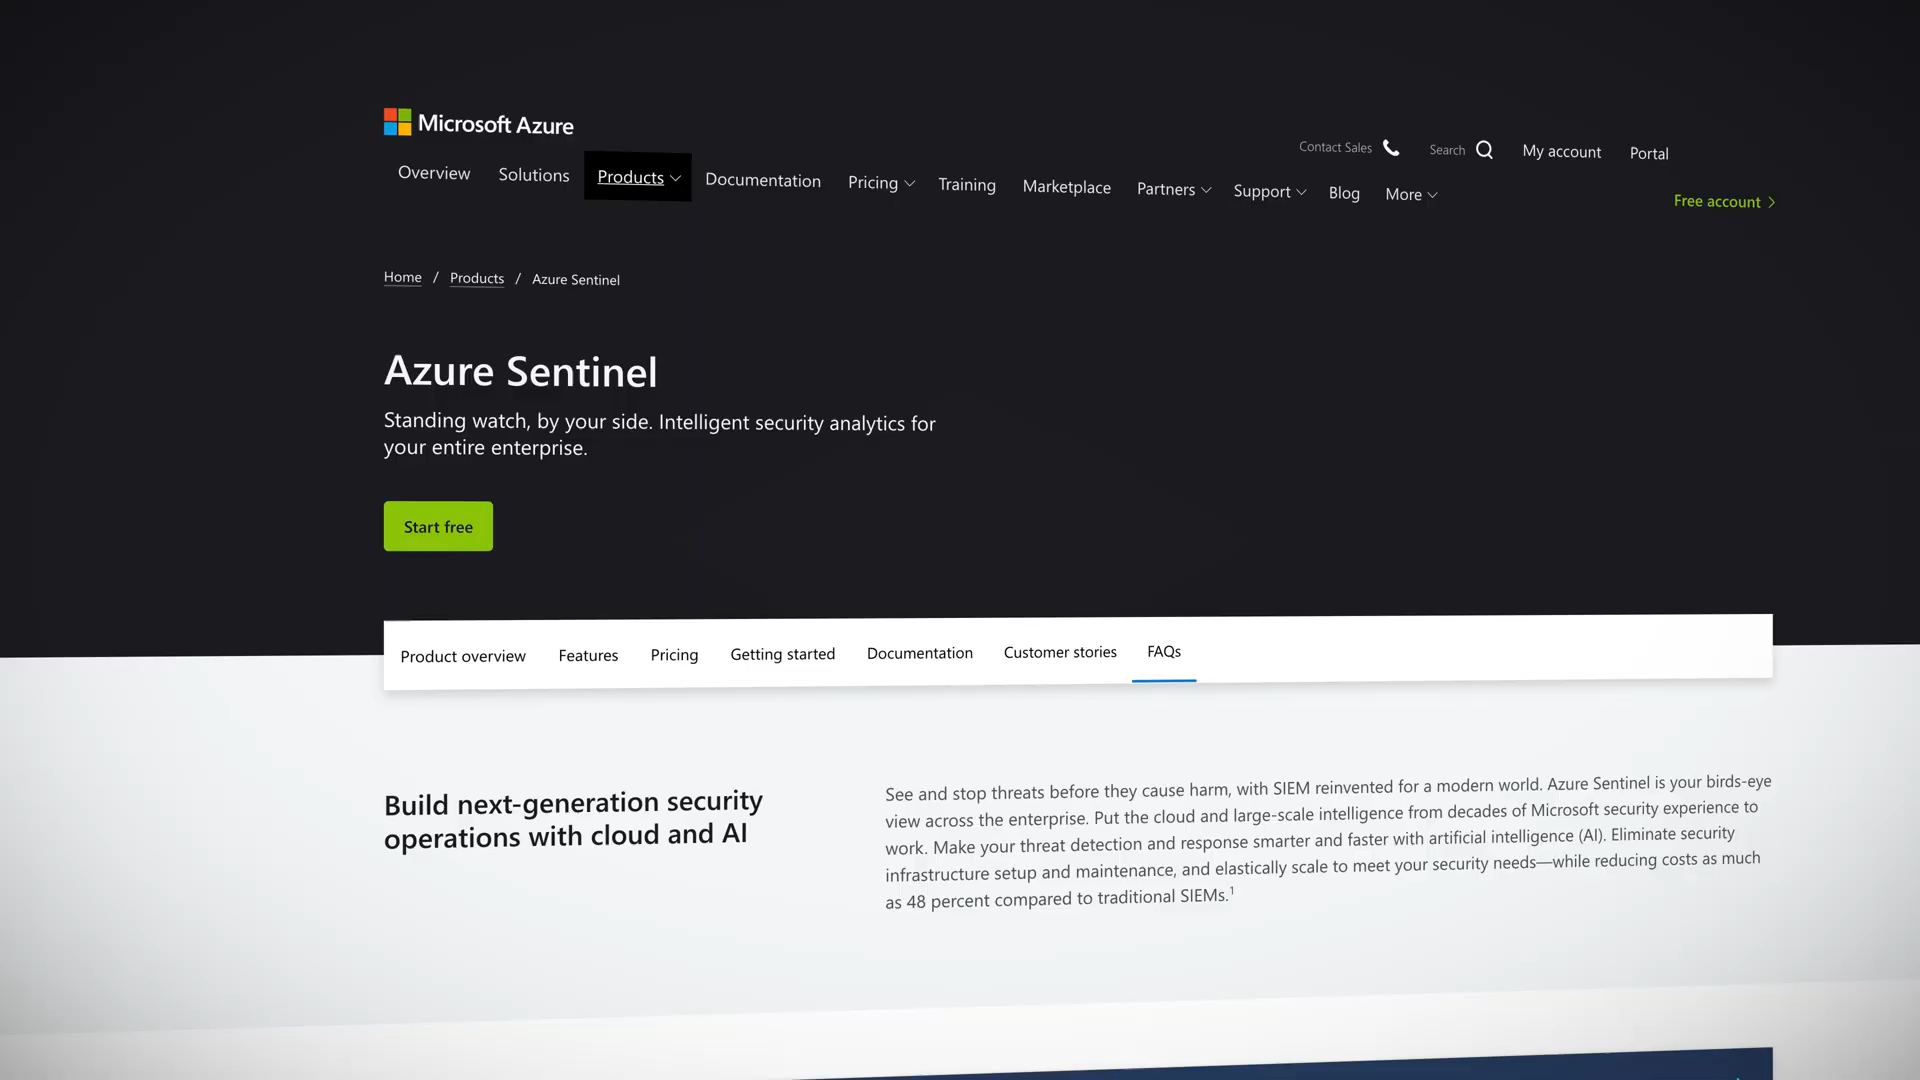 Microsoft Azure
Contact Sales Search My account Portal
Overview Solutions Products Documentation Pricing Training Marketplace Partners Support Blog More Free account
Home / Products / Azure Sentinel
Azure Sentinel
Standing watch, by your side. Intelligent security analytics for
your entire enterprise.
Start free
Product overview Features Pricing Getting started Documentation Customer stories FAQs
Build next-generation security
operations with cloud and AI
See and stop threats before they cause harm, with SIEM reinvented for a modern world. Azure Sentinel is your birds-eye
view across the enterprise. Put the cloud and large-scale intelligence from decades of Microsoft security experience to
work. Make your threat detection and response smarter and faster with artificial intelligence (AI). Eliminate security
infrastructure setup and maintenance, and elastically scale to meet your security needs—while reducing costs as much
as 48 percent compared to traditional SIEMs.¹